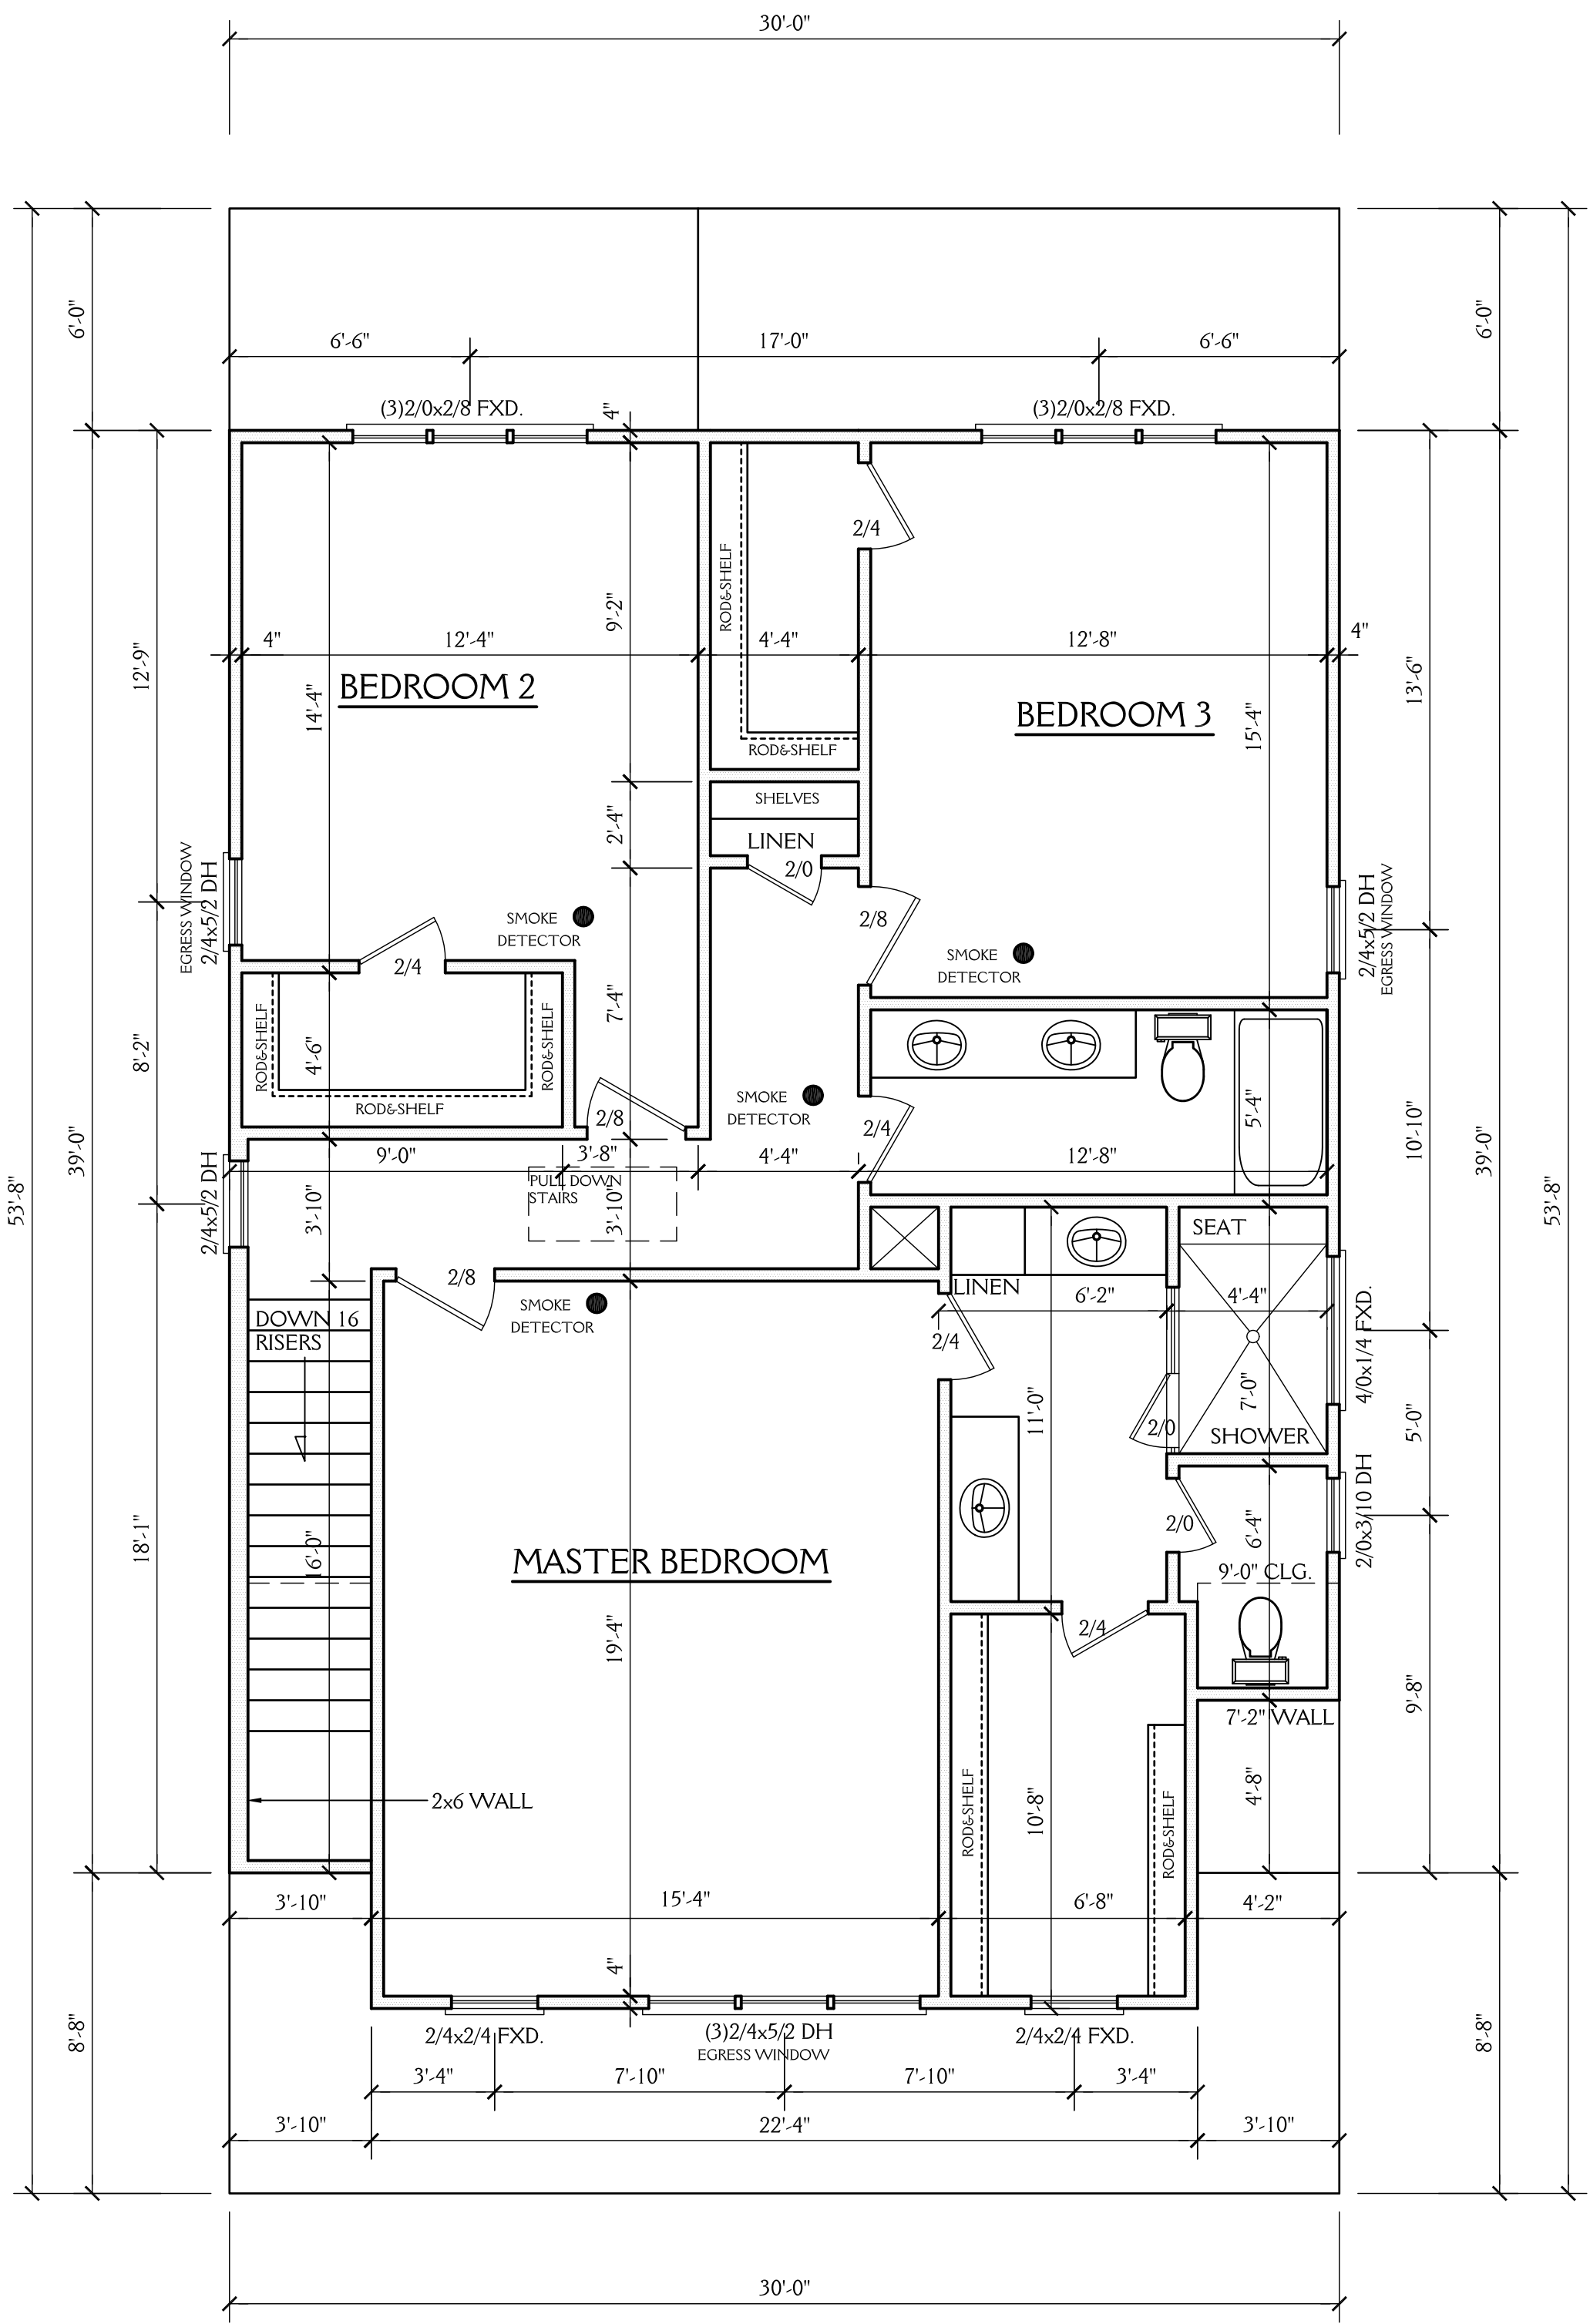 30'-0"
6'-0"
6'-0"
6'-6"
17'-0"
6'-6"
(3)2/0x2/8 FXD.
4"
(3)2/0x2/8 FXD.
2/4
ROD&SHELF
9'-2"
4"
12'-4"
4'-4"
12'-8"
4"
12'-9"
13'-6"
BEDROOM 2
14'-4"
BEDROOM 3
15'-4"
ROD&SHELF
SHELVES
2'-4"
LINEN
2/0
EGRESS WINDOW
2/4x5/2 DH
2/4x5/2 DH
EGRESS WINDOW
SMOKE
DETECTOR
2/8
SMOKE
DETECTOR
2/4
7'-4"
ROD&SHELF
4'-6"
ROD&SHELF
8'-2"
ROD&SHELF
2/8
SMOKE
DETECTOR
2/4
5'-4"
10'-10"
39'-0"
39'-0"
53'-8"
53'-8"
9'-0"
3'-8"
4'-4"
12'-8"
2/4x5/2 DH
3'-10"
PULL DOWN
STAIRS
3'-10"
SEAT
2/8
LINEN
6'-2"
4'-4"
SMOKE
DETECTOR
DOWN 16
RISERS
2/4
4/0x1/4 FXD.
11'-0"
7'-0"
5'-0"
2/0
SHOWER
2/0x3/10 DH
18'-1"
16'-0"
MASTER BEDROOM
2/0
6'-4"
9'-0" CLG.
19'-4"
2/4
9'-8"
7'-2" WALL
2x6 WALL
ROD&SHELF
10'-8"
ROD&SHELF
4'-8"
3'-10"
15'-4"
6'-8"
4'-2"
4"
8'-8"
8'-8"
2/4x2/4 FXD.
(3)2/4x5/2 DH
EGRESS WINDOW
2/4x2/4 FXD.
3'-4"
7'-10"
7'-10"
3'-4"
3'-10"
22'-4"
3'-10"
30'-0"